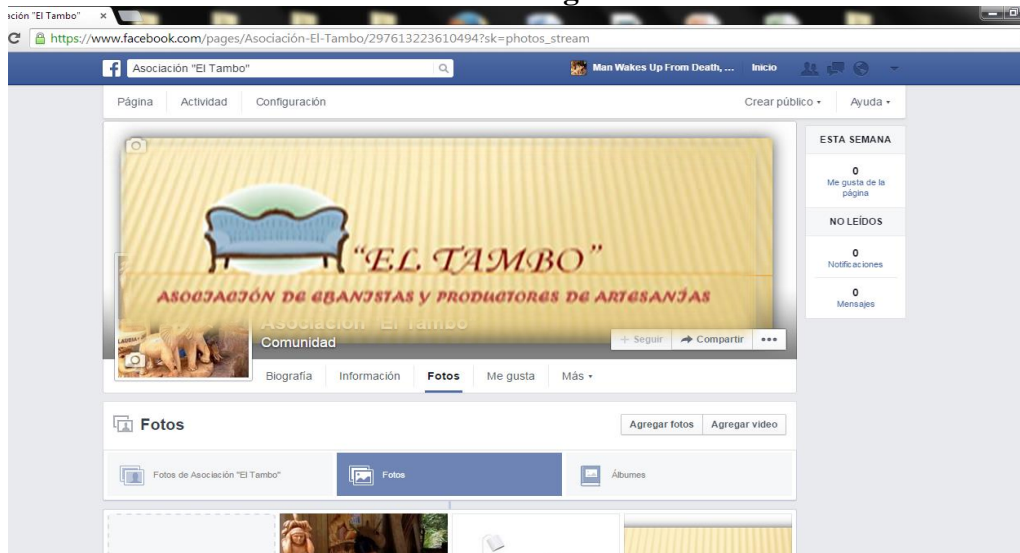 ación "El Tambo" ×
https://www.facebook.com/pages/Asociación-El-Tambo/297613223610494?sk=photos_stream
f Asociación "El Tambo" Man Wakes Up From Death, ... Inicio
Página Actividad Configuración Crear público Ayuda
ESTA SEMANA
0
Me gusta de la
página
NO LEÍDOS
0
Notificaciones
0
Mensajes
"EL TAMBO"
ASOCIACIÓN DE EBANISTAS Y PRODUCTORES DE ARTESANÍAS
Asociación "El Tambo"
Comunidad
+ Seguir Compartir •••
Biografía Información Fotos Me gusta Más
Fotos Agregar fotos Agregar video
Fotos de Asociación "El Tambo" Fotos Álbumes